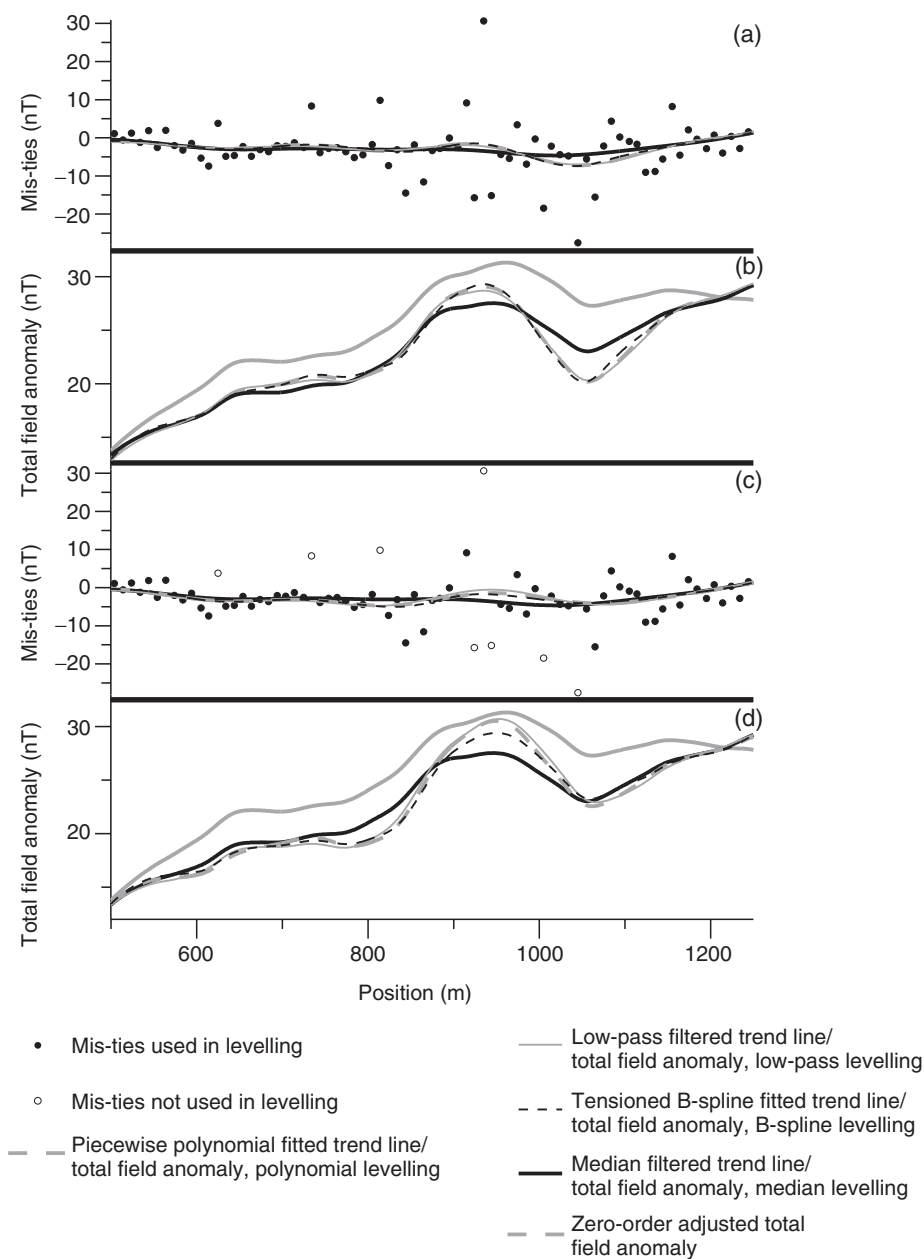 (a)
30
20
10
0
−10
−20
Mis-ties (nT)
(b)
30
20
Total field anomaly (nT)
(c)
30
20
10
0
−10
−20
Mis-ties (nT)
(d)
30
20
Total field anomaly (nT)
600 800 1000 1200
Position (m)
Mis-ties used in levelling
Mis-ties not used in levelling
Piecewise polynomial fitted trend line/
total field anomaly, polynomial levelling
Low-pass filtered trend line/
total field anomaly, low-pass levelling
Tensioned B-spline fitted trend line/
total field anomaly, B-spline levelling
Median filtered trend line/
total field anomaly, median levelling
Zero-order adjusted total
field anomaly